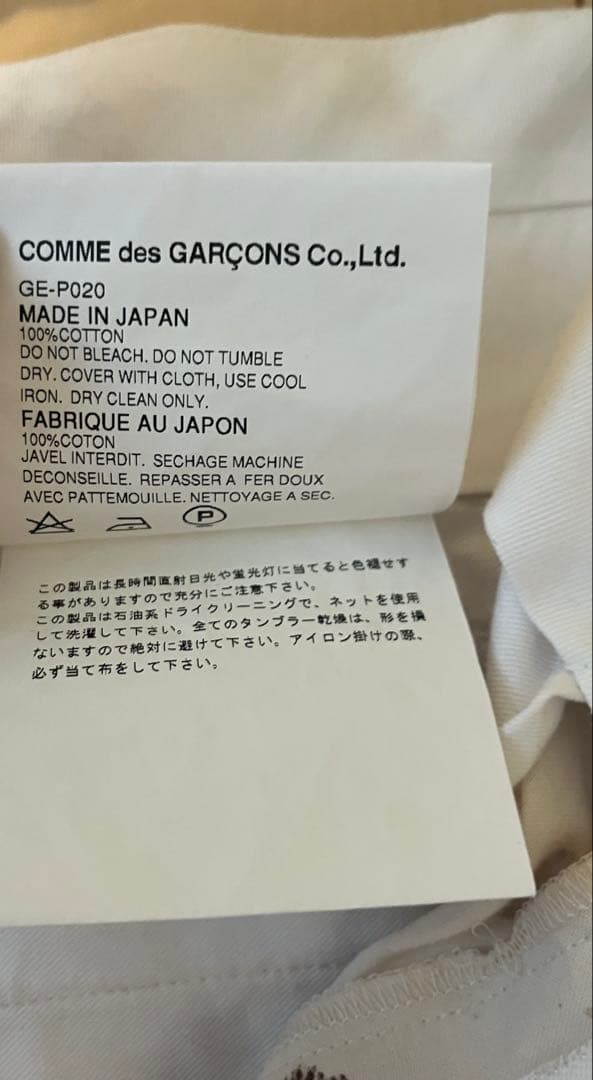 COMME des GARÇONS Co.,Ltd.
GE-P020
MADE IN JAPAN
100%COTTON
DO NOT BLEACH. DO NOT TUMBLE
DRY. COVER WITH CLOTH, USE COOL
IRON. DRY CLEAN ONLY.
FABRIQUE AU JAPON
100%COTON
JAVEL INTERDIT. SECHAGE MACHINE
DECONSEILLE. REPASSER A FER DOUX
AVEC PATTEMOUILLE. NETTOYAGE A SEC.
P
この製品は長時間直射日光や蛍光灯に当てると色褪せす
る事がありますので充分にご注意下さい。
この製品は石油系ドライクリーニングで、ネットを使用
して洗濯して下さい。全てのタンブラー乾燥は、形を損
ないますので絶対に避けて下さい。アイロン掛けの際、
必ず当て布をして下さい。